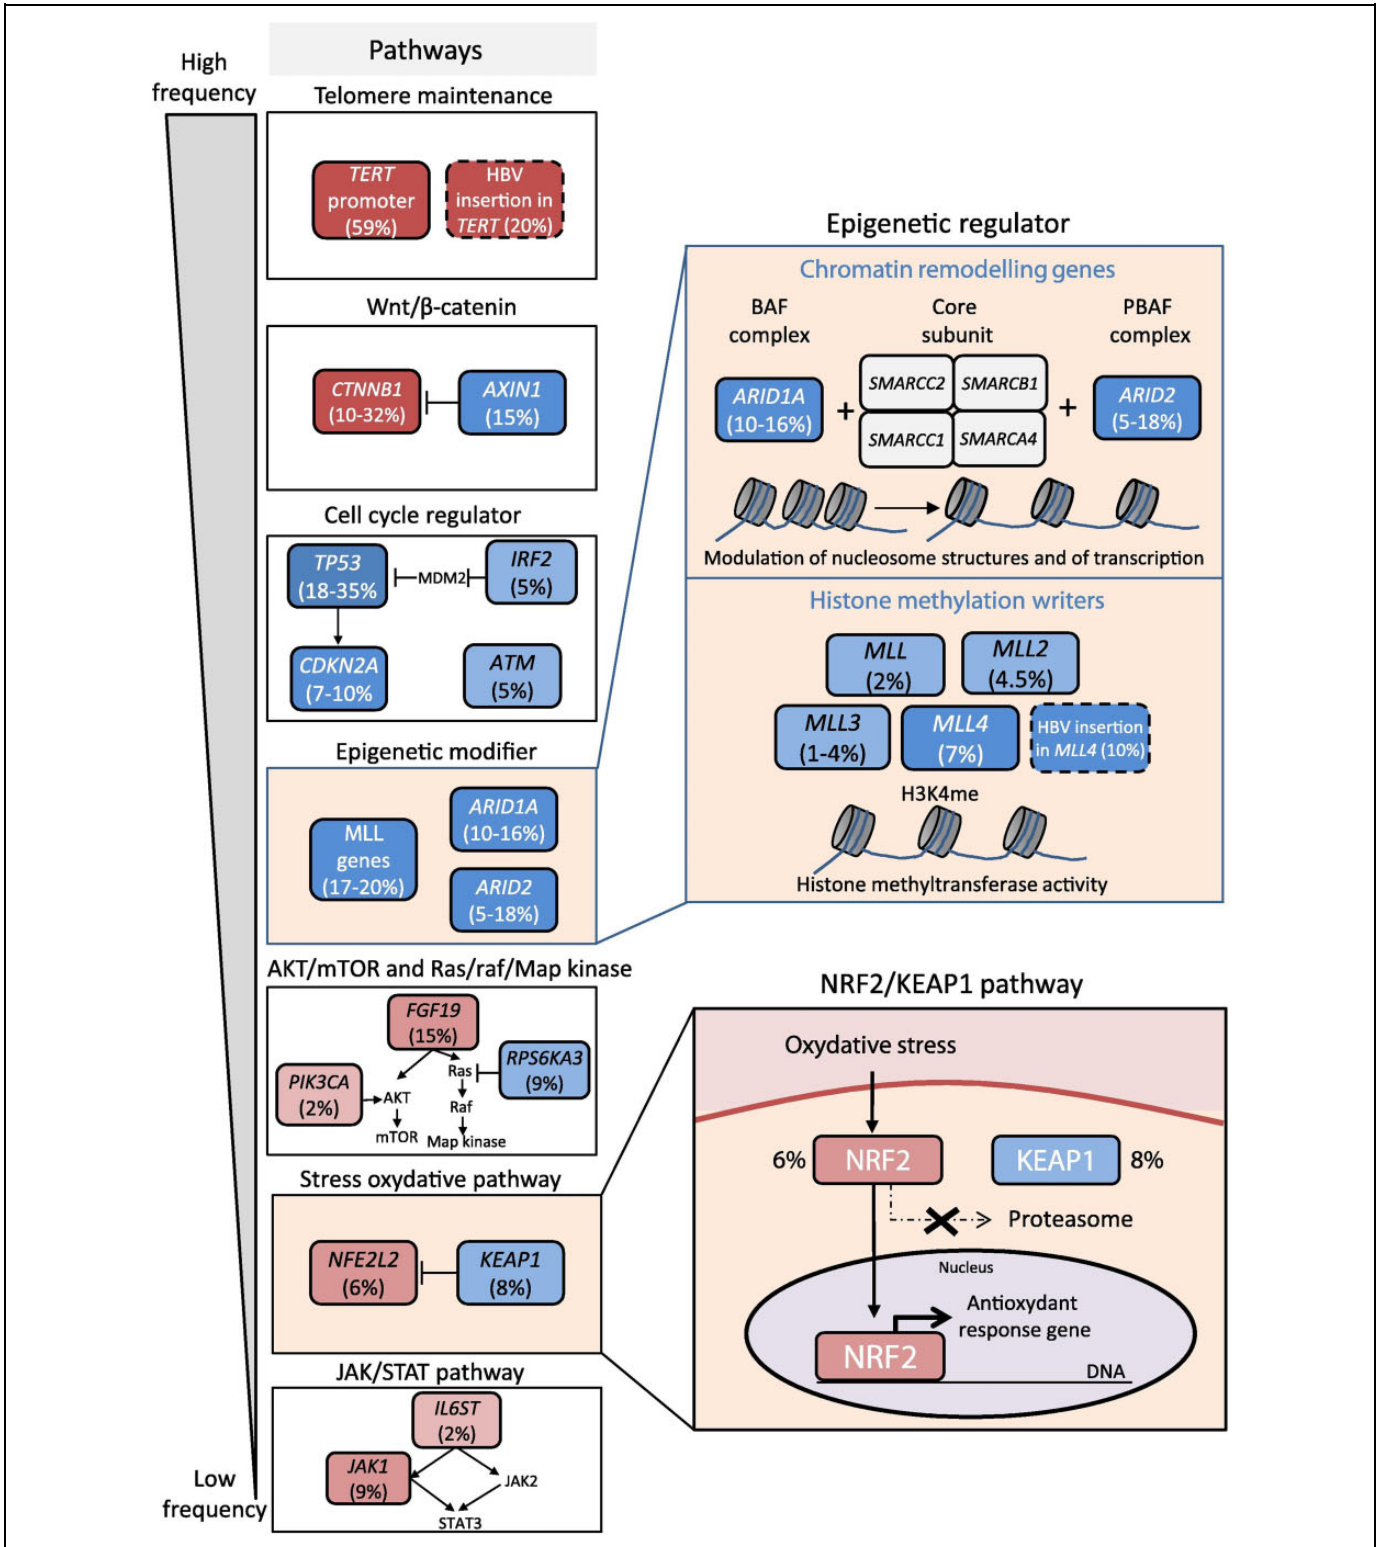 Pathways
High
frequency
Telomere maintenance
TERT
promoter
(59%)
HBV
insertion in
TERT (20%)
Wnt/β-catenin
CTNNB1
(10-32%)
AXIN1
(15%)
Cell cycle regulator
TP53
(18-35%
MDM2
IRF2
(5%)
CDKN2A
(7-10%
ATM
(5%)
Epigenetic modifier
MLL
genes
(17-20%)
ARID1A
(10-16%)
ARID2
(5-18%)
AKT/mTOR and Ras/raf/Map kinase
FGF19
(15%)
PIK3CA
(2%)
AKT
mTOR
Ras
Raf
Map kinase
RPS6KA3
(9%)
Stress oxydative pathway
NFE2L2
(6%)
KEAP1
(8%)
JAK/STAT pathway
IL6ST
(2%)
JAK1
(9%)
JAK2
STAT3
Low
frequency
Epigenetic regulator
Chromatin remodelling genes
BAF
complex
Core
subunit
PBAF
complex
ARID1A
(10-16%)
+
SMARCC2
SMARCB1
SMARCC1
SMARCA4
+
ARID2
(5-18%)
Modulation of nucleosome structures and of transcription
Histone methylation writers
MLL
(2%)
MLL2
(4.5%)
MLL3
(1-4%)
MLL4
(7%)
HBV insertion
in MLL4 (10%)
H3K4me
Histone methyltransferase activity
NRF2/KEAP1 pathway
Oxydative stress
6%
NRF2
KEAP1
8%
Proteasome
Nucleus
Antioxydant
response gene
NRF2
DNA